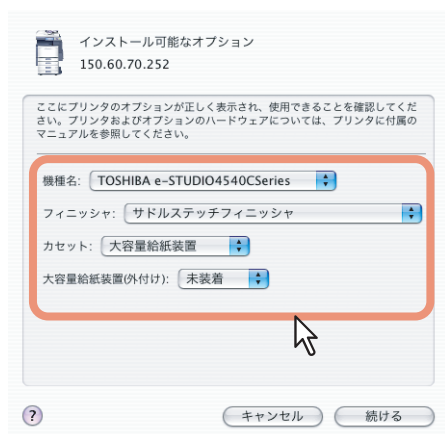 インストール可能なオプション
150.60.70.252
ここにプリンタのオプションが正しく表示され、使用できることを確認してくだ
さい。プリンタおよびオプションのハードウェアについては、プリンタに付属の
マニュアルを参照してください。
機種名: TOSHIBA e-STUDIO4540CSeries
フィニッシャ: サドルステッチフィニッシャ
カセット: 大容量給紙装置
大容量給紙装置(外付け): 未装着
? キャンセル 続ける